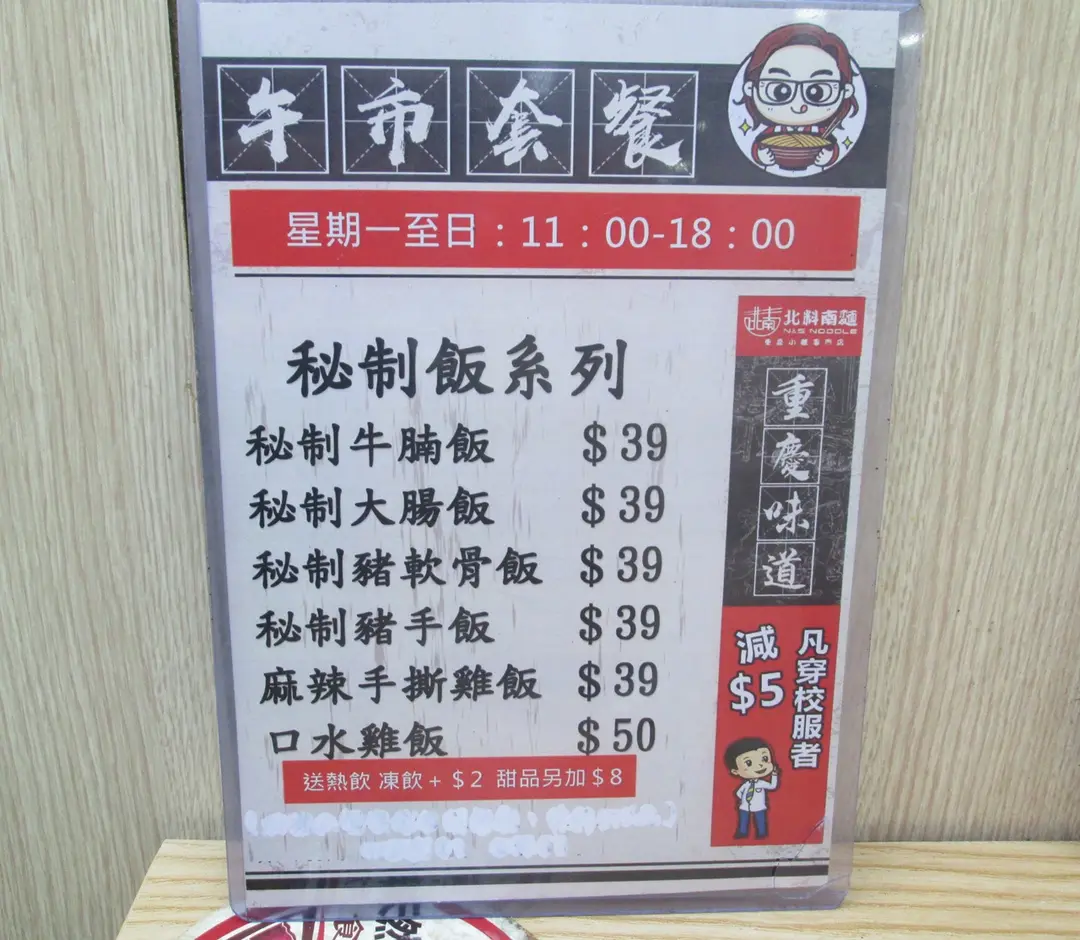 午市套餐
星期一至日：11：00-18：00
北料南麵
N&S NOODLE
重慶味道
秘制飯系列
秘制牛腩飯 $39
秘制大腸飯 $39
秘制豬軟骨飯 $39
秘制豬手飯 $39
麻辣手撕雞飯 $39
口水雞飯 $50
送熱飲 凍飲+ $2 甜品另加$8
凡穿校服者
減$5